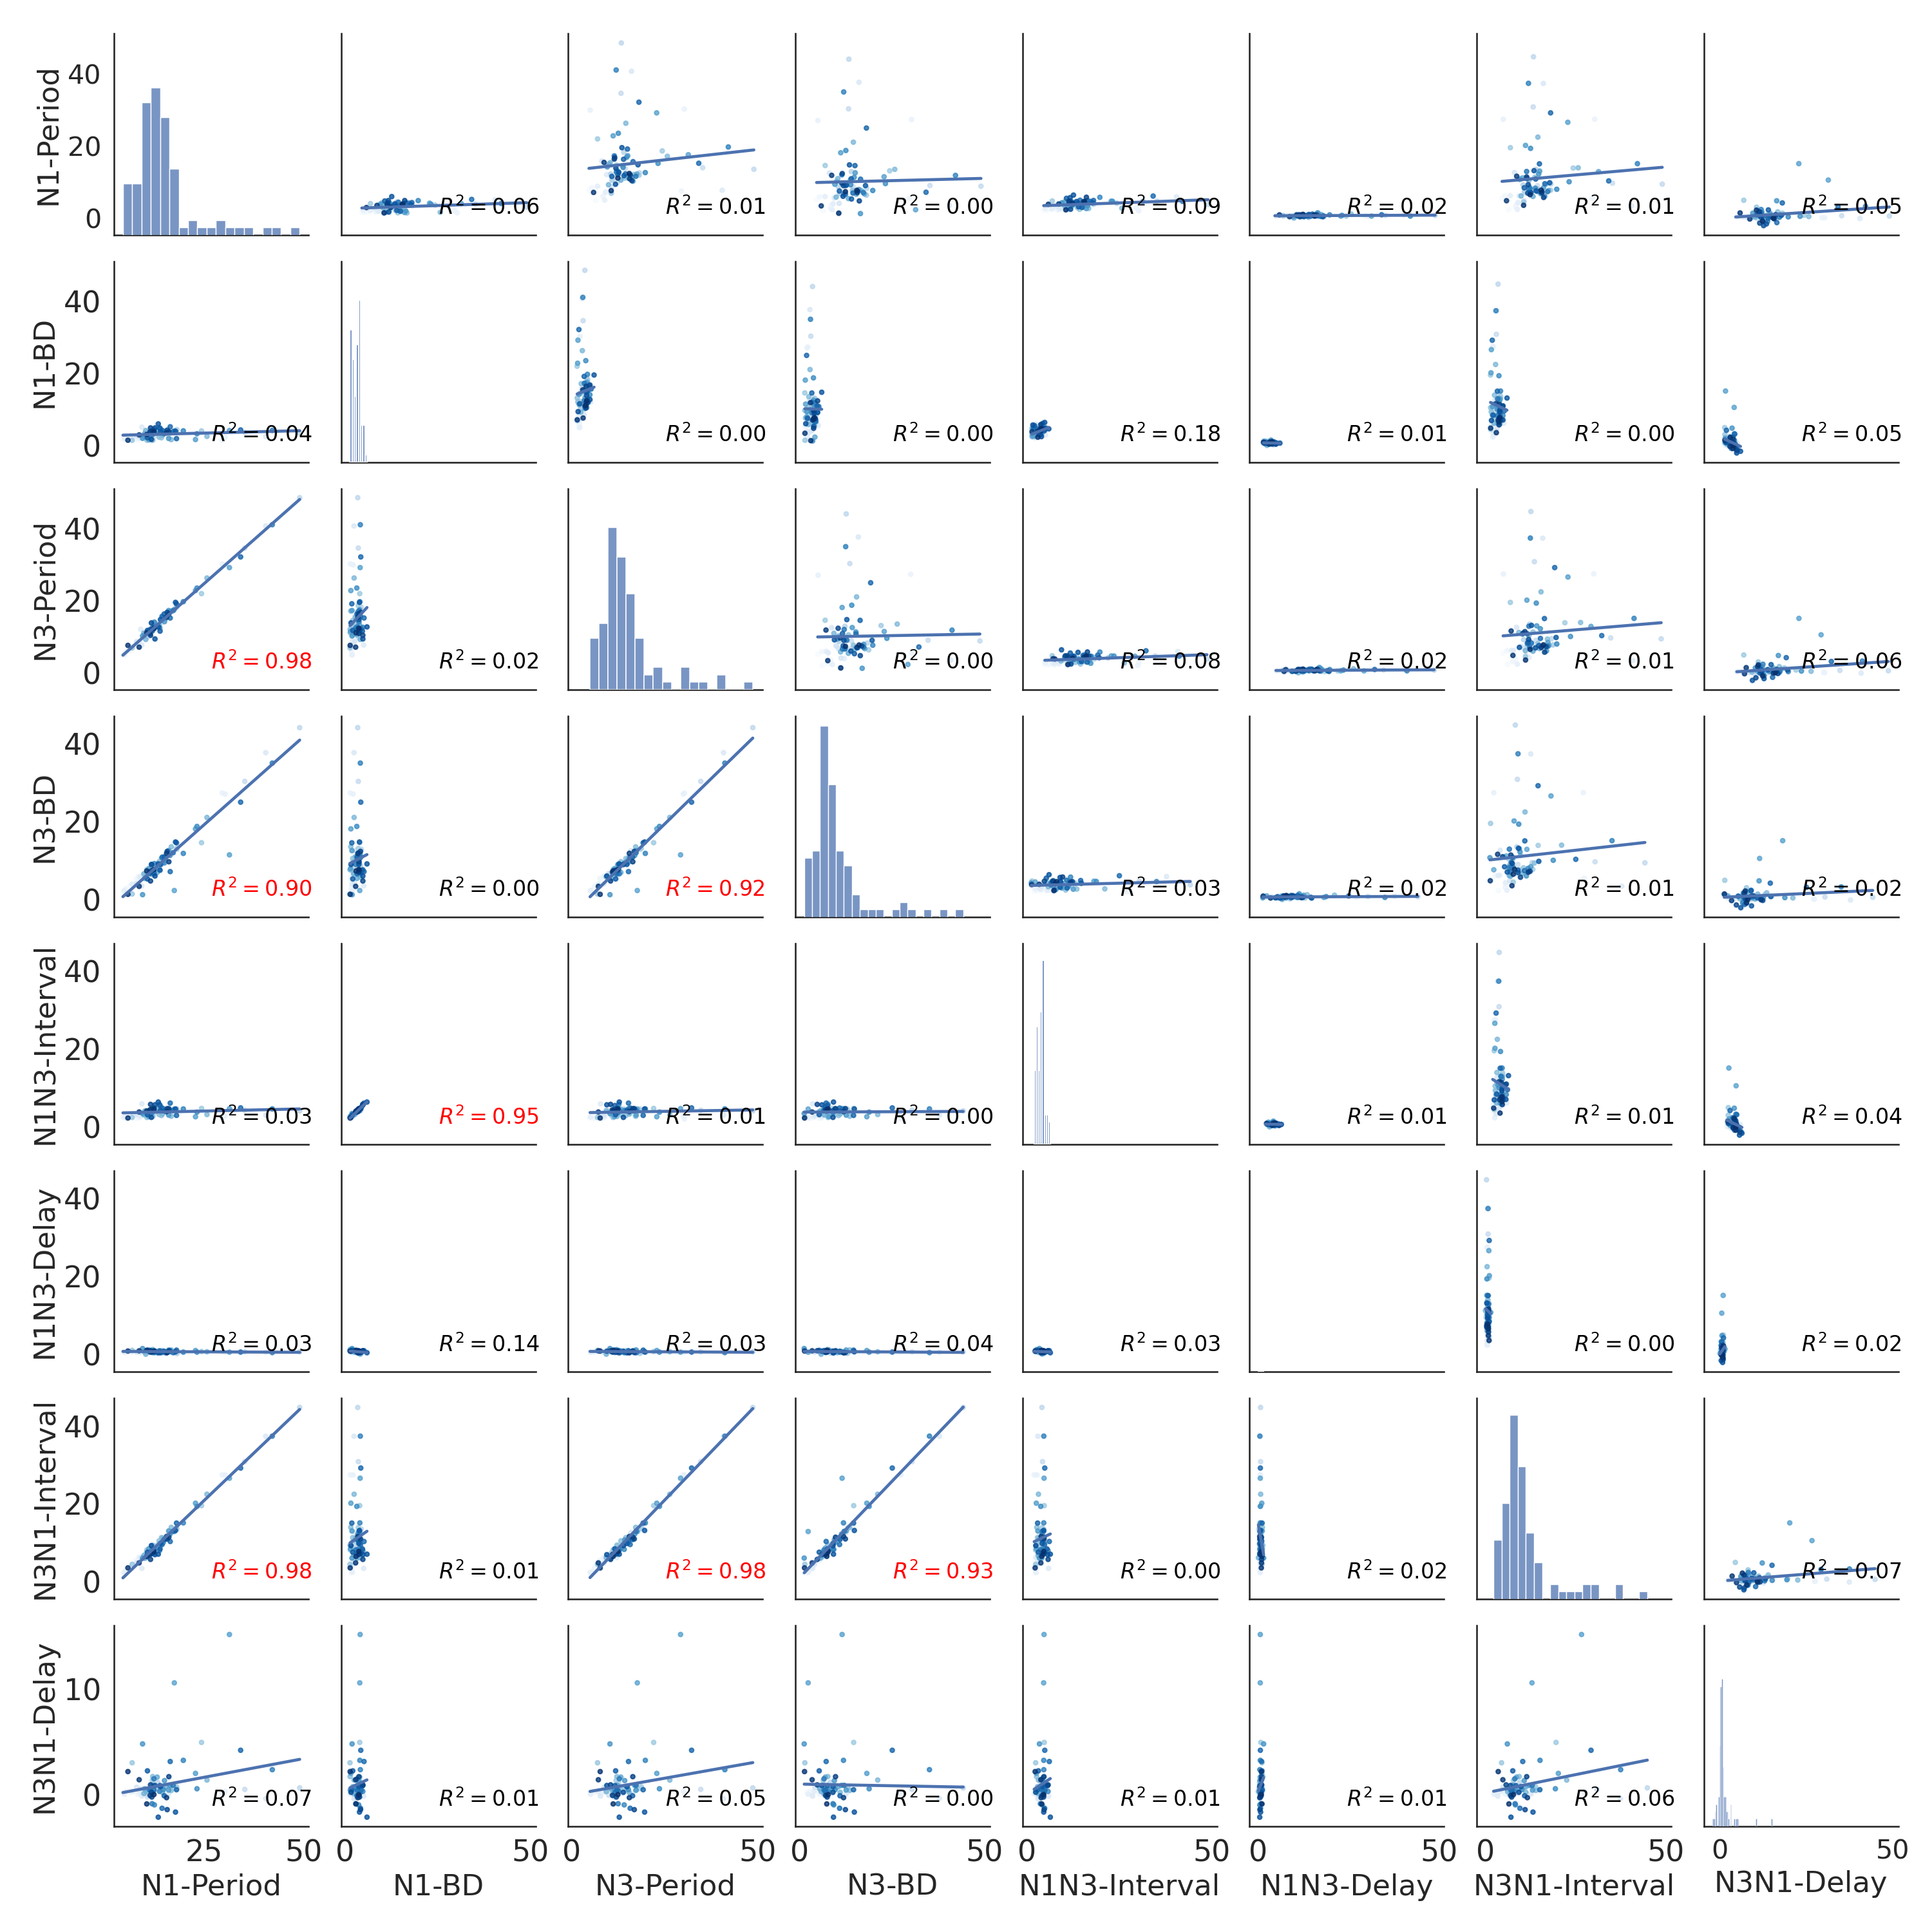 N1-Period
40
20
0
R² = 0.06
R² = 0.01
R² = 0.00
R² = 0.09
R² = 0.02
R² = 0.01
R² = 0.05
N1-BD
40
20
0
R² = 0.04
R² = 0.00
R² = 0.00
R² = 0.18
R² = 0.01
R² = 0.00
R² = 0.05
N3-Period
40
20
0
R² = 0.98
R² = 0.02
R² = 0.00
R² = 0.08
R² = 0.02
R² = 0.01
R² = 0.06
N3-BD
40
20
0
R² = 0.90
R² = 0.00
R² = 0.92
R² = 0.03
R² = 0.02
R² = 0.01
R² = 0.02
N1N3-Interval
40
20
0
R² = 0.03
R² = 0.95
R² = 0.01
R² = 0.00
R² = 0.01
R² = 0.01
R² = 0.04
N1N3-Delay
40
20
0
R² = 0.03
R² = 0.14
R² = 0.03
R² = 0.04
R² = 0.03
R² = 0.00
R² = 0.02
N3N1-Interval
40
20
0
R² = 0.98
R² = 0.01
R² = 0.98
R² = 0.93
R² = 0.00
R² = 0.02
R² = 0.07
N3N1-Delay
10
0
R² = 0.07
R² = 0.01
R² = 0.05
R² = 0.00
R² = 0.01
R² = 0.01
R² = 0.06
25 50
0 50
0 50
0 50
0 50
0 50
0 50
0 50
N1-Period
N1-BD
N3-Period
N3-BD
N1N3-Interval
N1N3-Delay
N3N1-Interval
N3N1-Delay